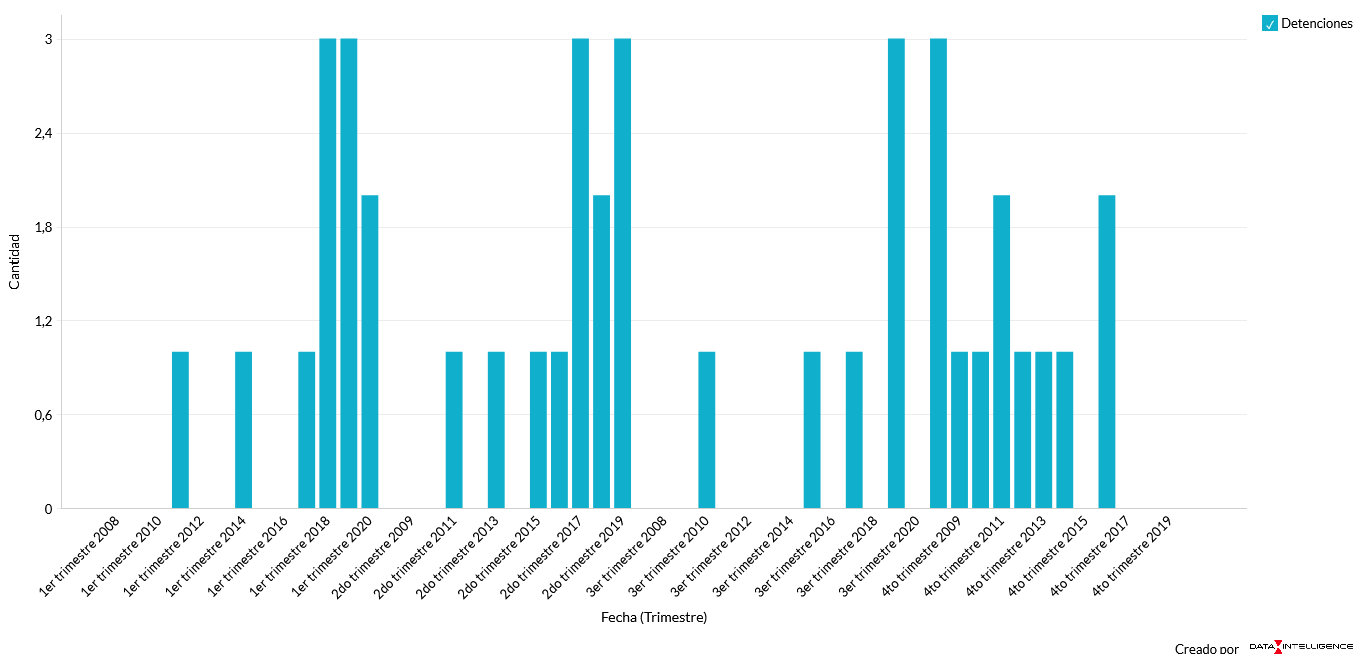 Detenciones
3
2,4
1,8
1,2
0,6
0
Cantidad
1er trimestre 2008
1er trimestre 2010
1er trimestre 2012
1er trimestre 2014
1er trimestre 2016
1er trimestre 2018
1er trimestre 2020
2do trimestre 2009
2do trimestre 2011
2do trimestre 2013
2do trimestre 2015
2do trimestre 2017
2do trimestre 2019
3er trimestre 2008
3er trimestre 2010
3er trimestre 2012
3er trimestre 2014
3er trimestre 2016
3er trimestre 2018
3er trimestre 2020
4to trimestre 2009
4to trimestre 2011
4to trimestre 2013
4to trimestre 2015
4to trimestre 2017
4to trimestre 2019
Fecha (Trimestre)
Creado por DATA INTELLIGENCE